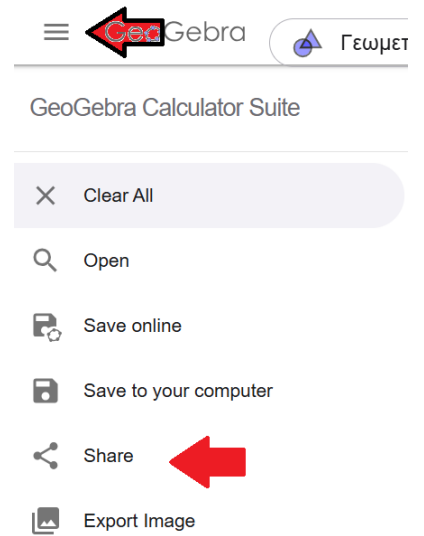 GeoGebra Γεωμετ
GeoGebra Calculator Suite
Clear All
Open
Save online
Save to your computer
Share
Export Image